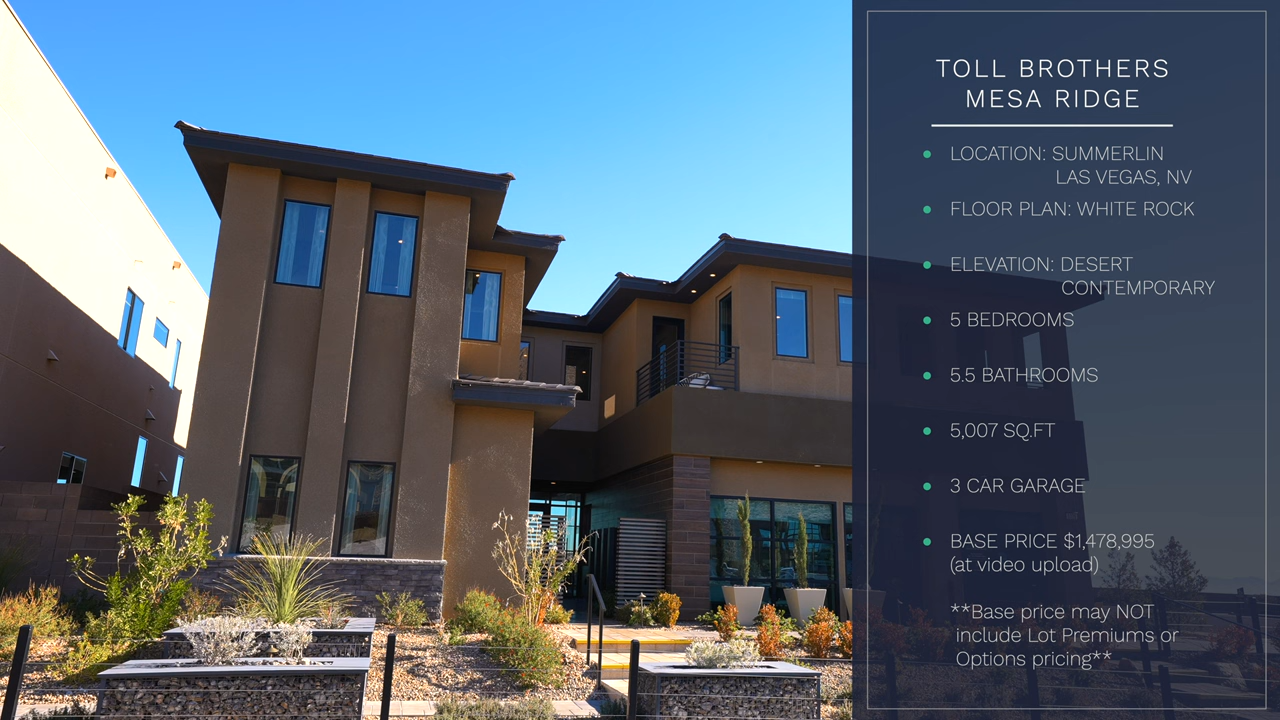 TOLL BROTHERS
MESA RIDGE
LOCATION: SUMMERLIN
LAS VEGAS, NV
FLOOR PLAN: WHITE ROCK
ELEVATION: DESERT
CONTEMPORARY
5 BEDROOMS
5.5 BATHROOMS
5,007 SQ.FT
3 CAR GARAGE
BASE PRICE $1,478,995
(at video upload)
**Base price may NOT
include Lot Premiums or
Options pricing**